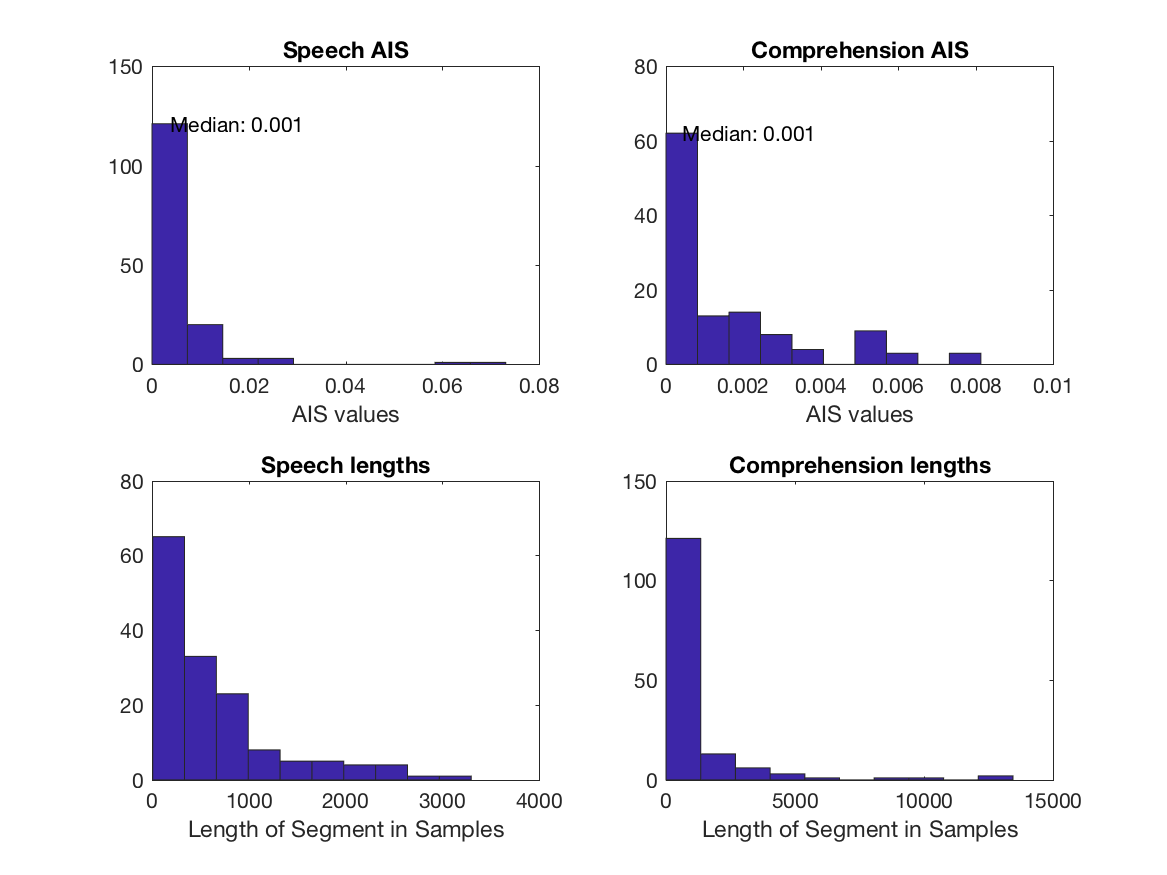 Speech AIS
150
100
50
0
Median: 0.001
0 0.02 0.04 0.06 0.08
AIS values
Comprehension AIS
80
60
40
20
0
Median: 0.001
0 0.002 0.004 0.006 0.008 0.01
AIS values
Speech lengths
80
60
40
20
0
0 1000 2000 3000 4000
Length of Segment in Samples
Comprehension lengths
150
100
50
0
0 5000 10000 15000
Length of Segment in Samples